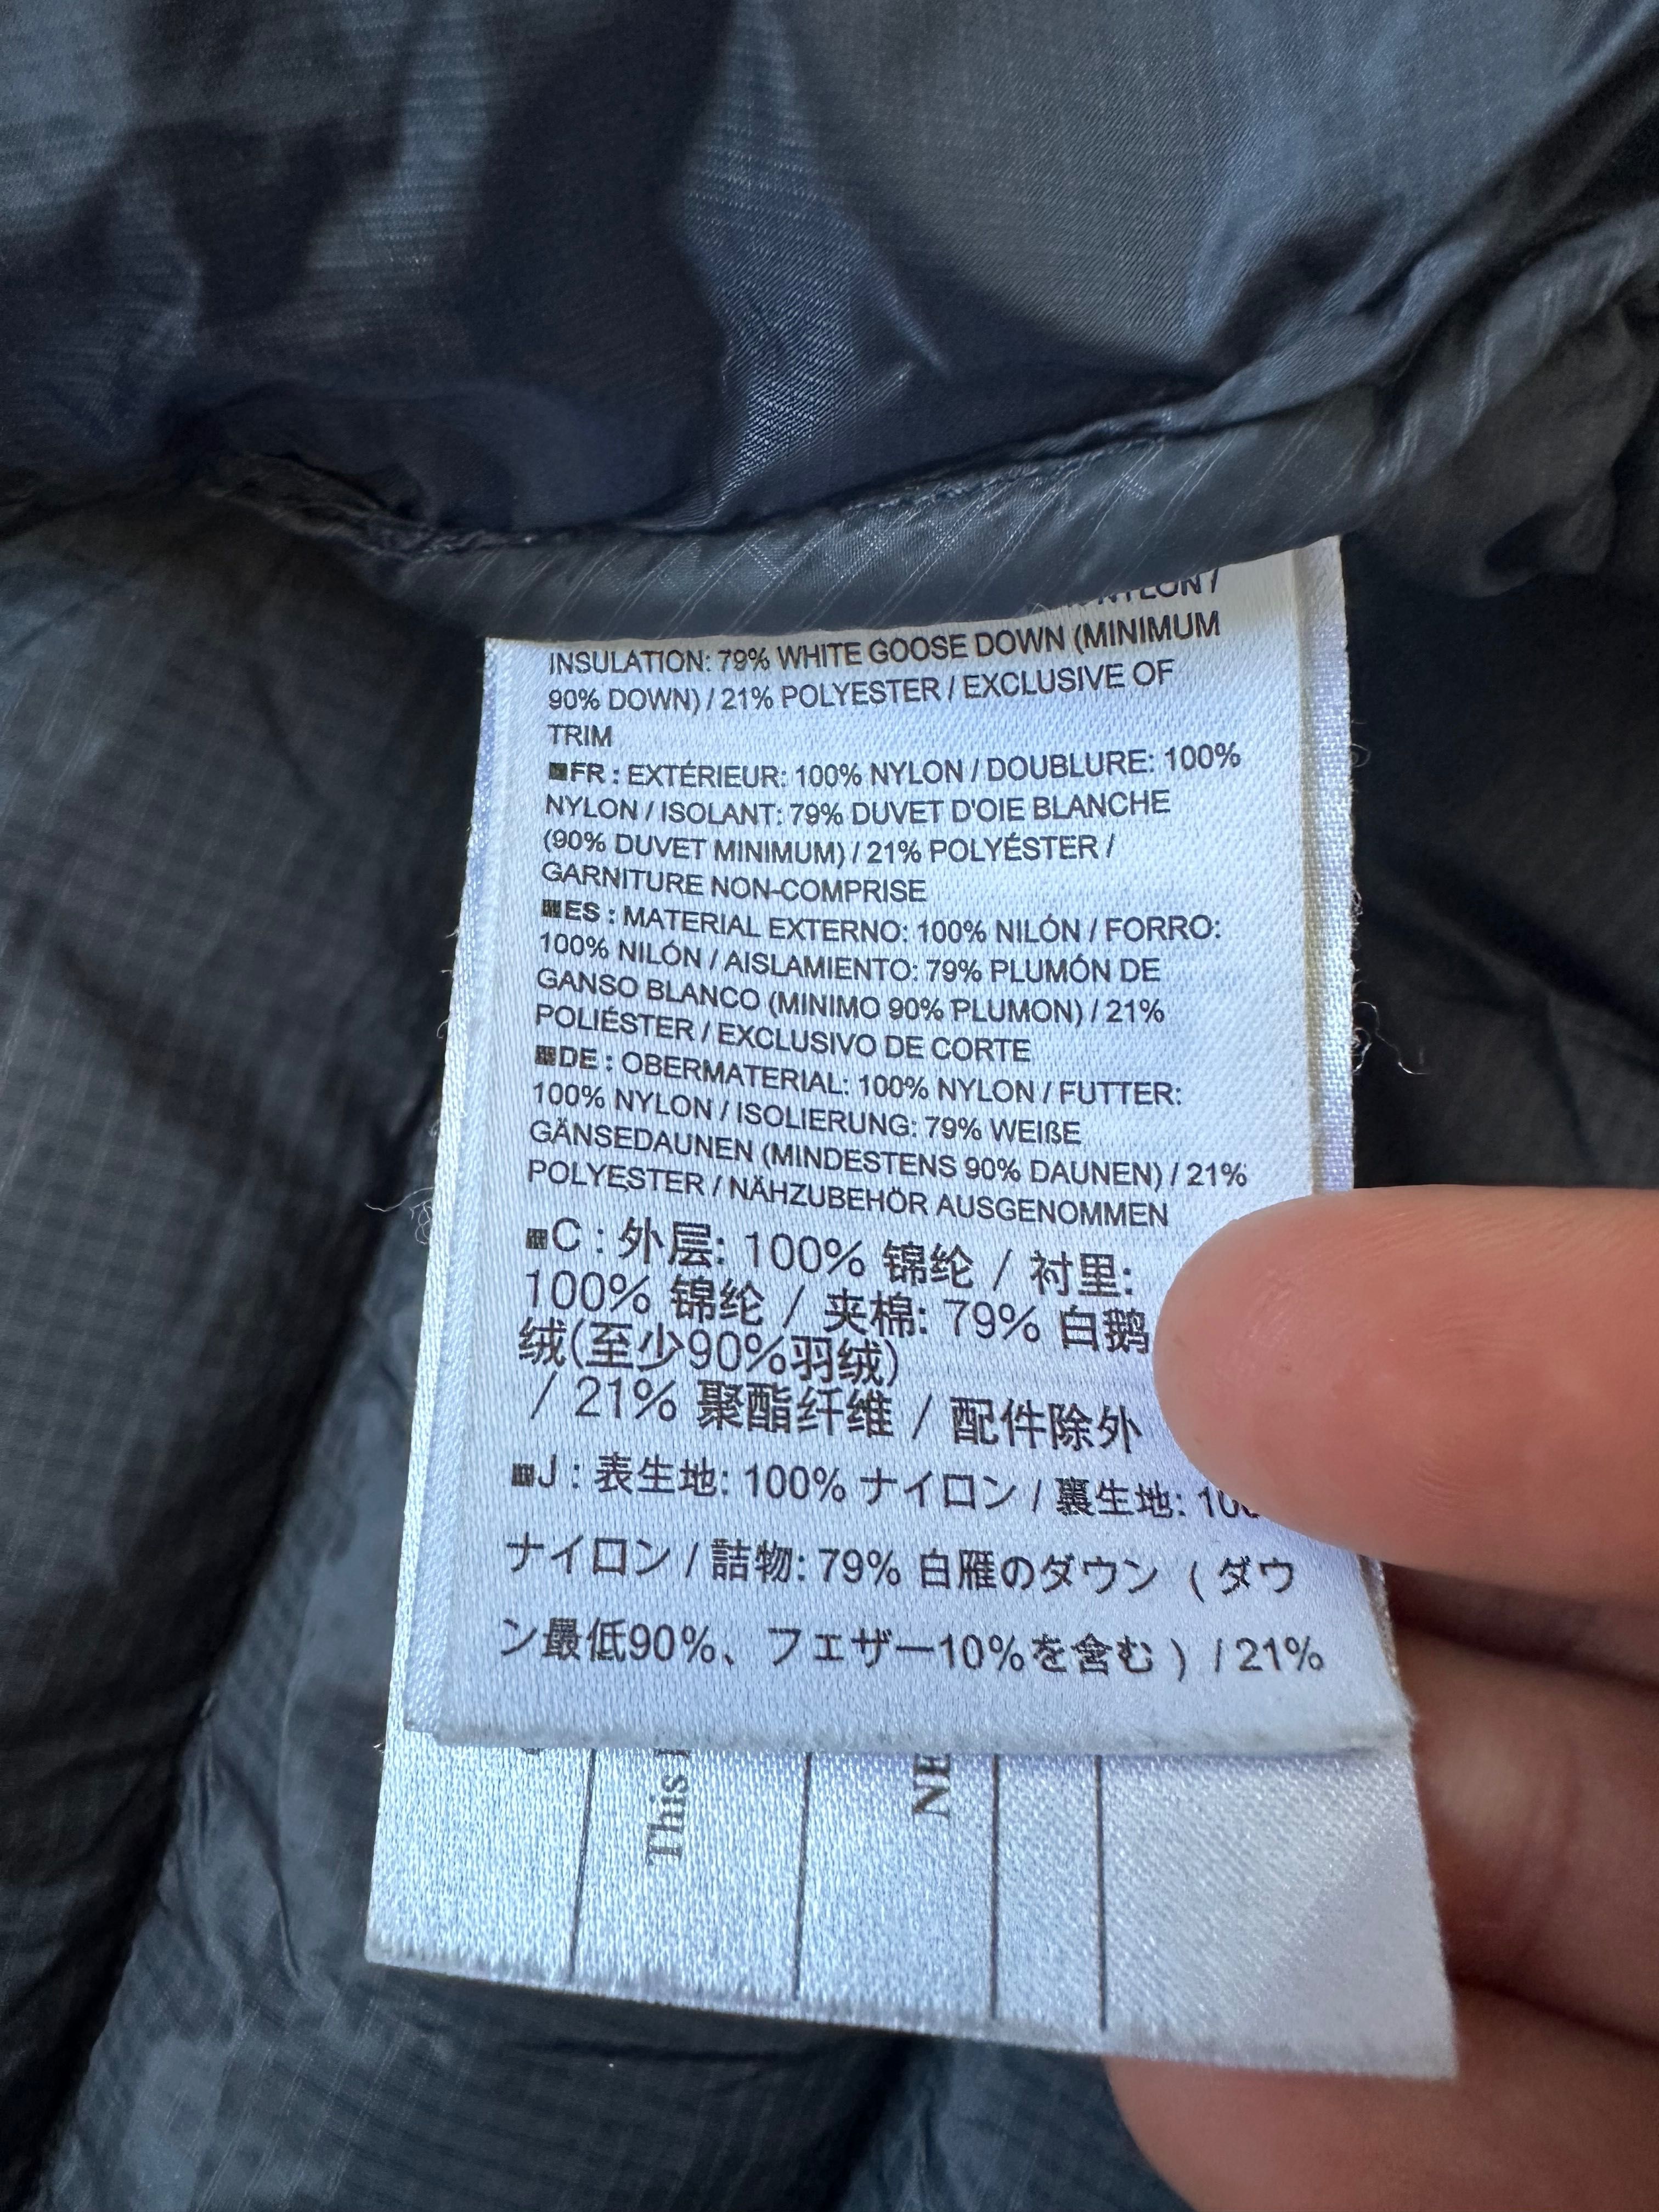 NYLON /
INSULATION: 79% WHITE GOOSE DOWN (MINIMUM
90% DOWN) / 21% POLYESTER / EXCLUSIVE OF
TRIM
■FR : EXTÉRIEUR: 100% NYLON / DOUBLURE: 100%
NYLON / ISOLANT: 79% DUVET D'OIE BLANCHE
(90% DUVET MINIMUM) / 21% POLYÉSTER /
GARNITURE NON-COMPRISE
■ES : MATERIAL EXTERNO: 100% NILÓN / FORRO:
100% NILÓN / AISLAMIENTO: 79% PLUMÓN DE
GANSO BLANCO (MINIMO 90% PLUMON) / 21%
POLIÉSTER / EXCLUSIVO DE CORTE
■DE : OBERMATERIAL: 100% NYLON / FUTTER:
100% NYLON / ISOLIERUNG: 79% WEIßE
GÄNSEDAUNEN (MINDESTENS 90% DAUNEN) / 21%
POLYESTER / NÄHZUBEHÖR AUSGENOMMEN
■C : 外层: 100% 锦纶 / 衬里:
100% 锦纶 / 夹棉: 79% 白鹅
绒(至少90%羽绒)
/ 21% 聚酯纤维 / 配件除外
■J : 表生地: 100% ナイロン / 裏生地:
ナイロン / 詰物: 79% 白雁のダウン ( ダウ
ン最低90%、フェザー10%を含む ) / 21%
This
NE